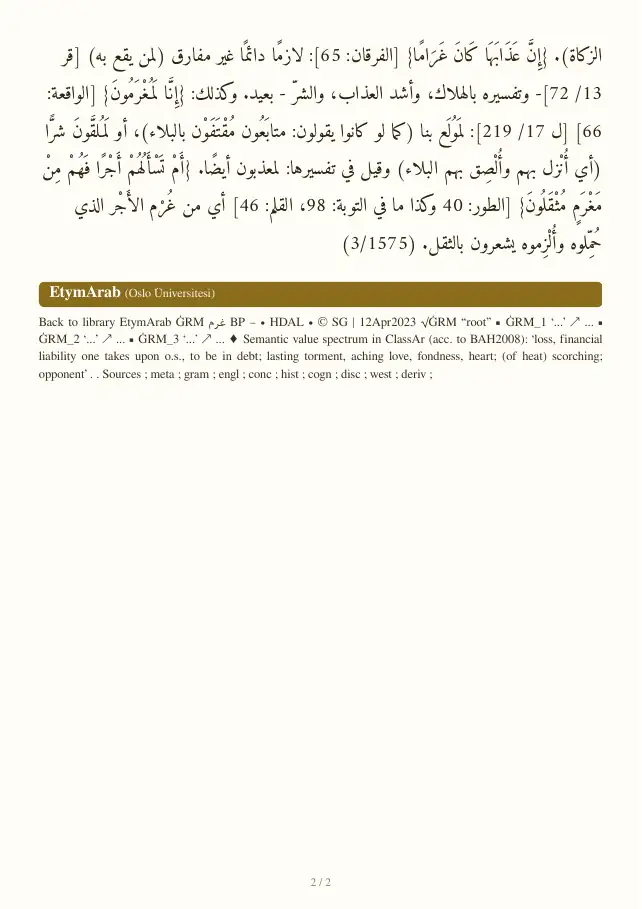 الزكاة). {إِنَّ عَذَابَهَا كَانَ غَرَامًا} [الفرقان: 65]: لازمًا دائمًا غير مفارق (لمن يقع به) [قر
13/ 72]- وتفسيره بالهلاك، وأشد العذاب، والشرّ - بعيد. وكذلك: {إِنَّا لَمُغْرَمُونَ} [الواقعة:
66] [ل 17/ 219]: لَمُولَع بنا (كما لو كانوا يقولون: متابَعُون مُقْتَفَوْن بالبلاء)، أو لَمُلَقَّونَ شرًّا
(أي أُنْزل بهم وأُلْصِق بهم البلاء) وقيل في تفسيرها: لمعذبون أيضًا. {أَمْ تَسْأَلُهُمْ أَجْرًا فَهُمْ مِنْ
مَغْرَمٍ مُثْقَلُونَ} [الطور: 40 وكذا ما في التوبة: 98، القلم: 46] أي من غُرْم الأَجْر الذي
حُمِّلوه وأُلْزِموه يشعرون بالثقل. (3/1575)
EtymArab (Oslo Üniversitesi)
Back to library EtymArab ĠRM غرم BP – • HDAL • © SG | 12Apr2023 √ĠRM “root” ▪ ĠRM_1 ‘...’ ↗ ... ▪
ĠRM_2 ‘...’ ↗ ... ▪ ĠRM_3 ‘...’ ↗ ... ♦ Semantic value spectrum in ClassAr (acc. to BAH2008): ‘loss, financial
liability one takes upon o.s., to be in debt; lasting torment, aching love, fondness, heart; (of heat) scorching;
opponent’ . . Sources ; meta ; gram ; engl ; conc ; hist ; cogn ; disc ; west ; deriv ;
2 / 2